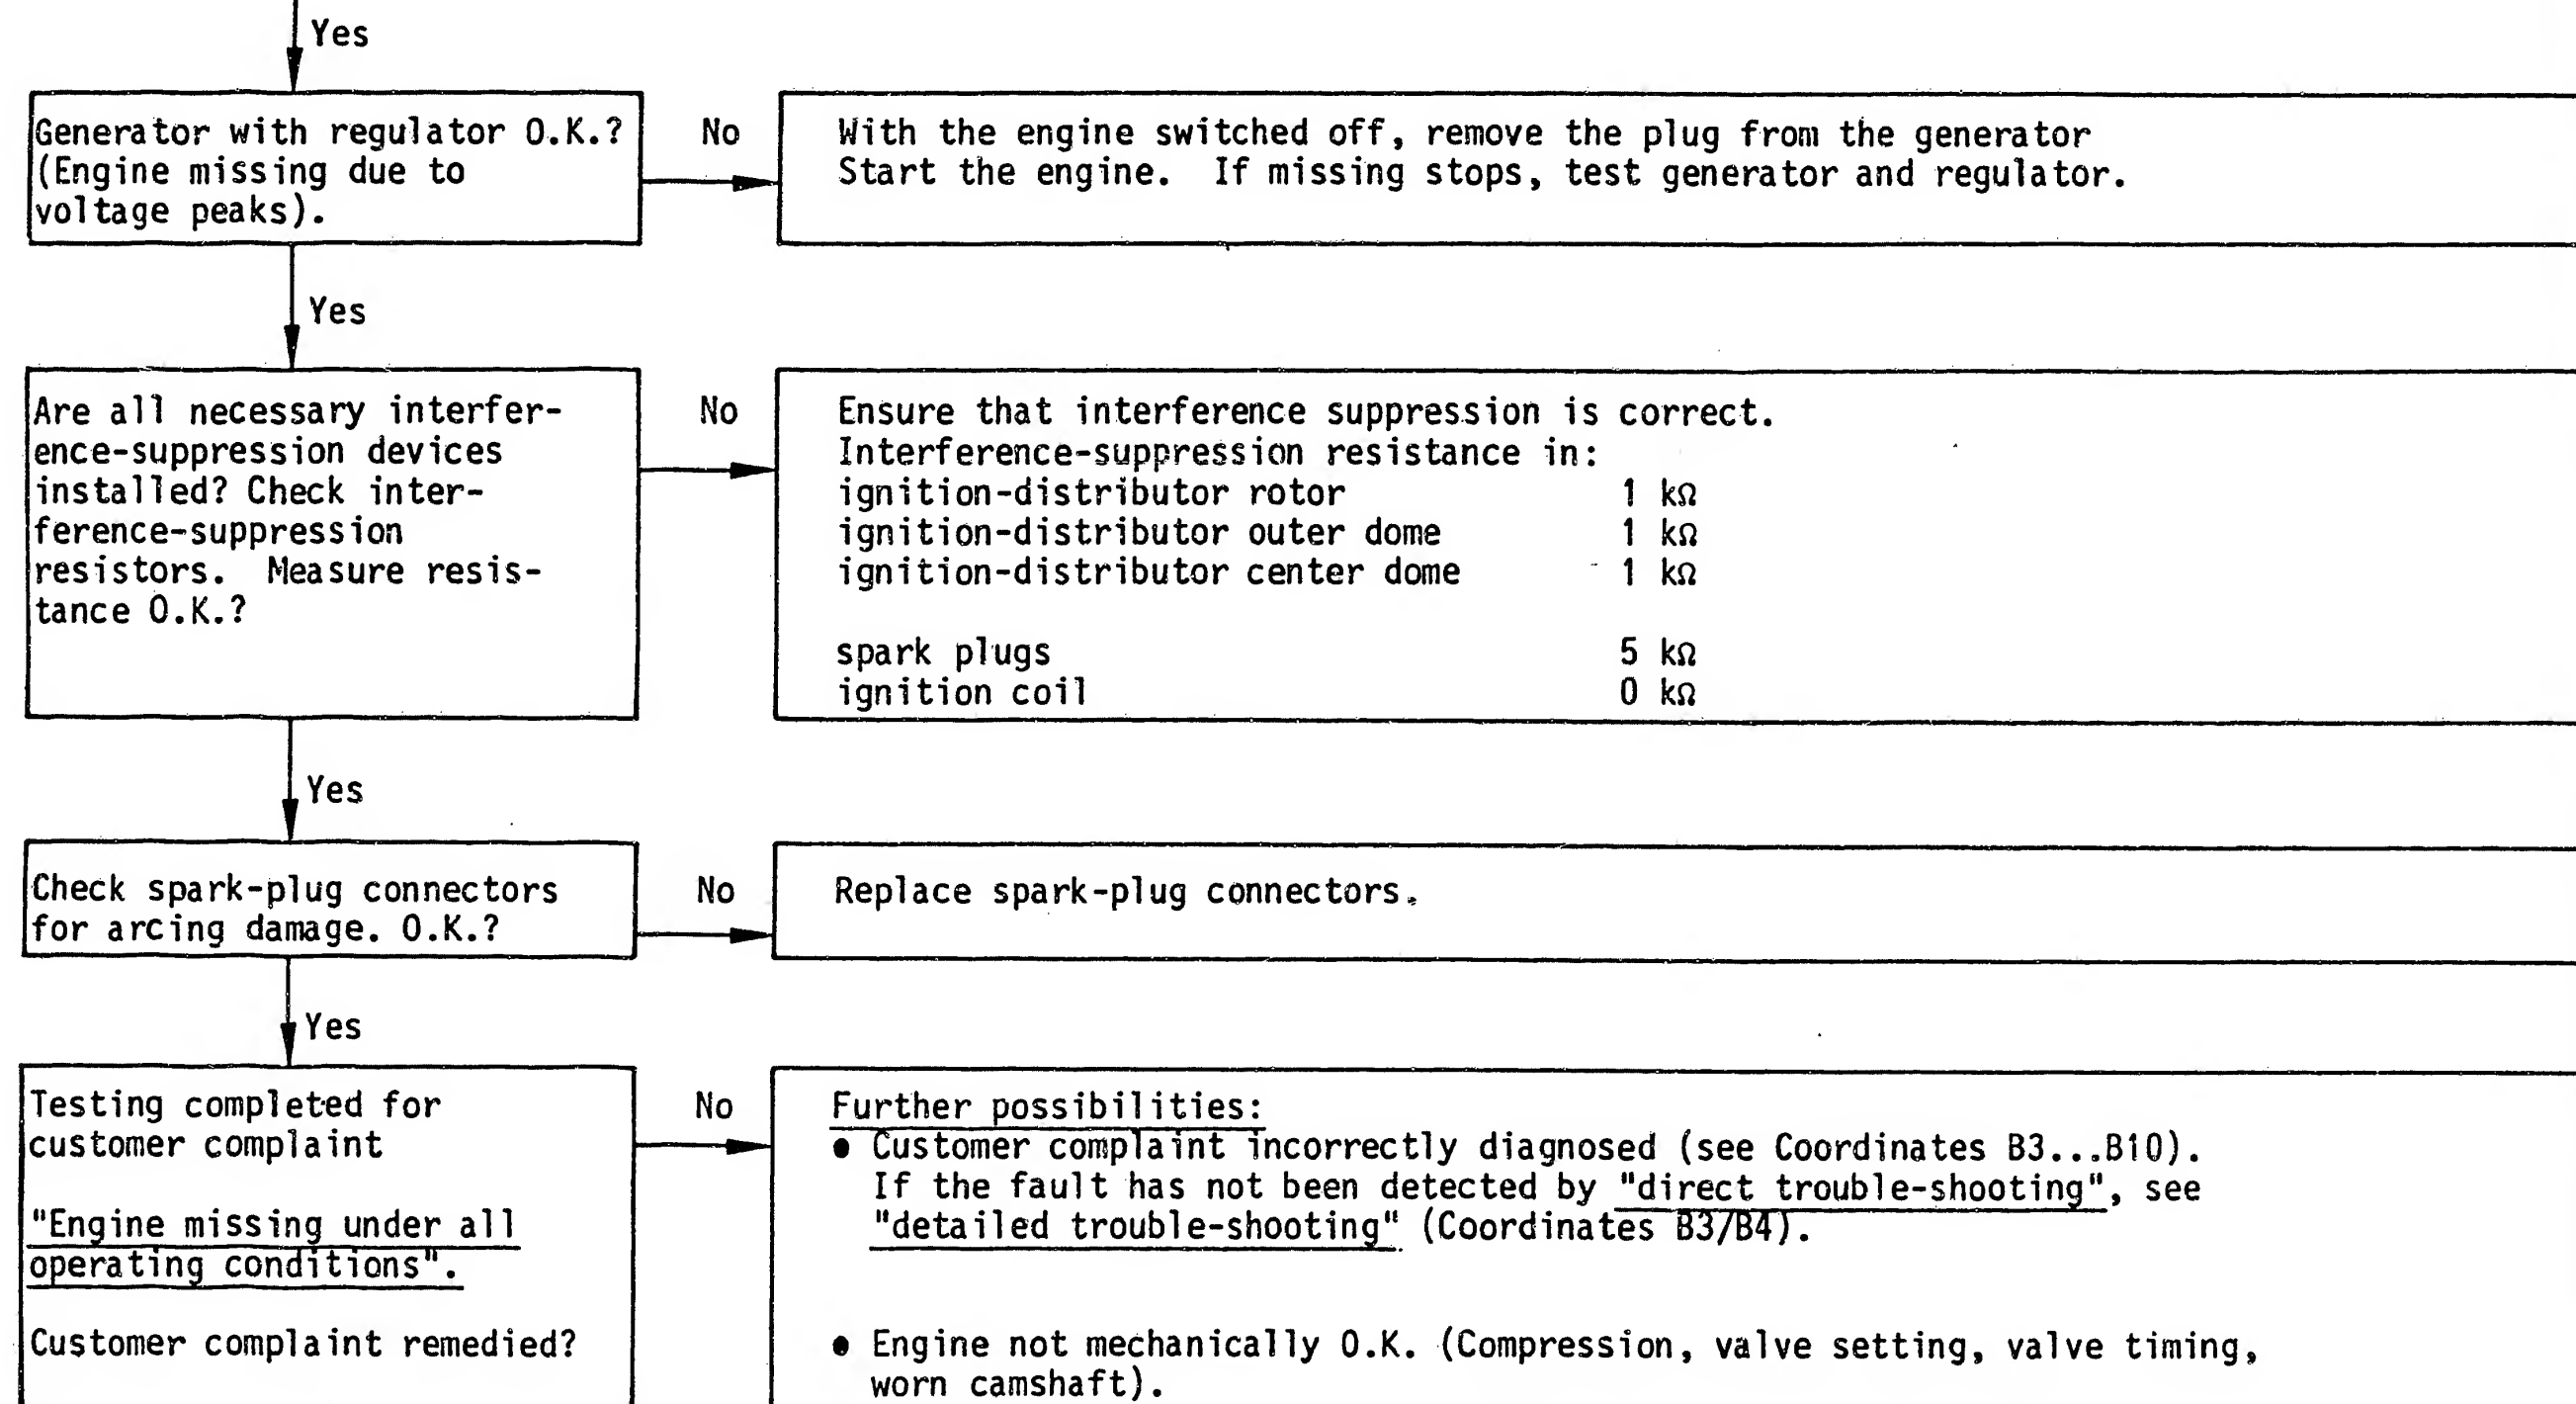 Yes
Generator with regulator O.K.?
(Engine missing due to
voltage peaks).
No
With the engine switched off, remove the plug from the generator
Start the engine.  If missing stops, test generator and regulator.
Yes
Are all necessary interfer-
ence-suppression devices
installed? Check inter-
ference-suppression
resistors.  Measure resis-
tance O.K.?
No
Ensure that interference suppression is correct.
Interference-suppression resistance in:
ignition-distributor rotor 1 kΩ
ignition-distributor outer dome 1 kΩ
ignition-distributor center dome 1 kΩ
spark plugs 5 kΩ
ignition coil 0 kΩ
Yes
Check spark-plug connectors
for arcing damage. O.K.?
No
Replace spark-plug connectors.
Yes
Testing completed for
customer complaint
"Engine missing under all
operating conditions".
Customer complaint remedied?
No
Further possibilities:
● Customer complaint incorrectly diagnosed (see Coordinates B3...B10).
If the fault has not been detected by "direct trouble-shooting", see
"detailed trouble-shooting" (Coordinates B3/B4).
● Engine not mechanically O.K. (Compression, valve setting, valve timing,
worn camshaft).